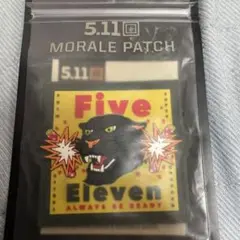 5.11
MORALE PATCH
5.11
Five
Eleven
ALWAYS BE READY